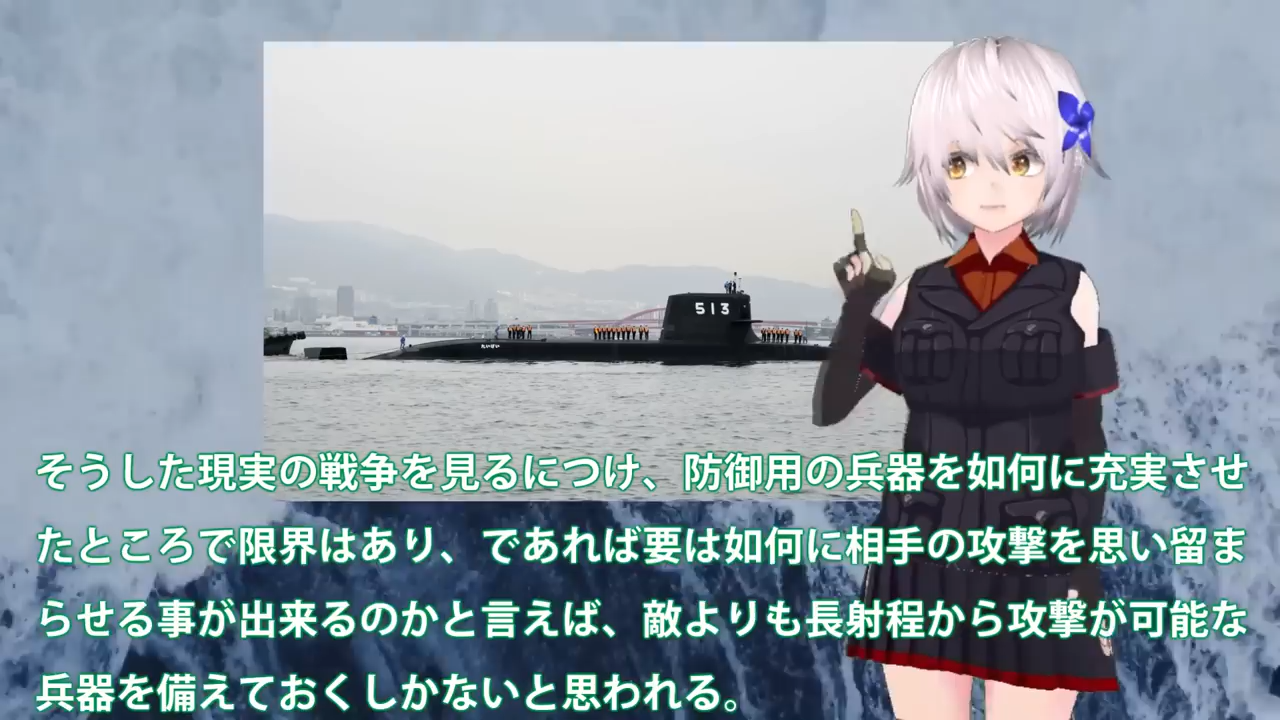 513
そうした現実の戦争を見るにつけ、防御用の兵器を如何に充実させ
たところで限界はあり、であれば要は如何に相手の攻撃を思い留ま
らせる事が出来るのかと言えば、敵よりも長射程から攻撃が可能な
兵器を備えておくしかないと思われる。